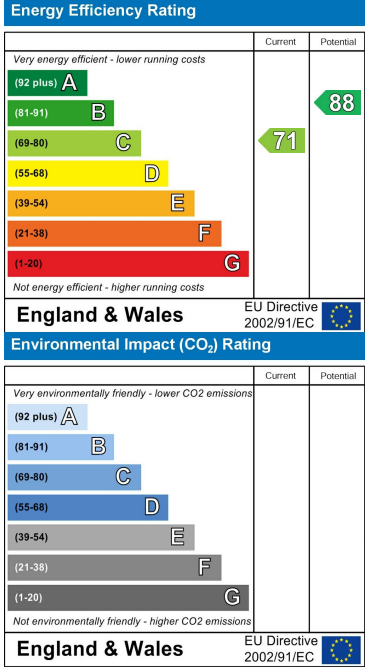 Energy Efficiency Rating
Current Potential
Very energy efficient - lower running costs
(92 plus) A
(81-91) B
88
(69-80) C
71
(55-68) D
(39-54) E
(21-38) F
(1-20) G
Not energy efficient - higher running costs
England & Wales
EU Directive
2002/91/EC
Environmental Impact (CO₂) Rating
Current Potential
Very environmentally friendly - lower CO2 emissions
(92 plus) A
(81-91) B
(69-80) C
(55-68) D
(39-54) E
(21-38) F
(1-20) G
Not environmentally friendly - higher CO2 emissions
England & Wales
EU Directive
2002/91/EC